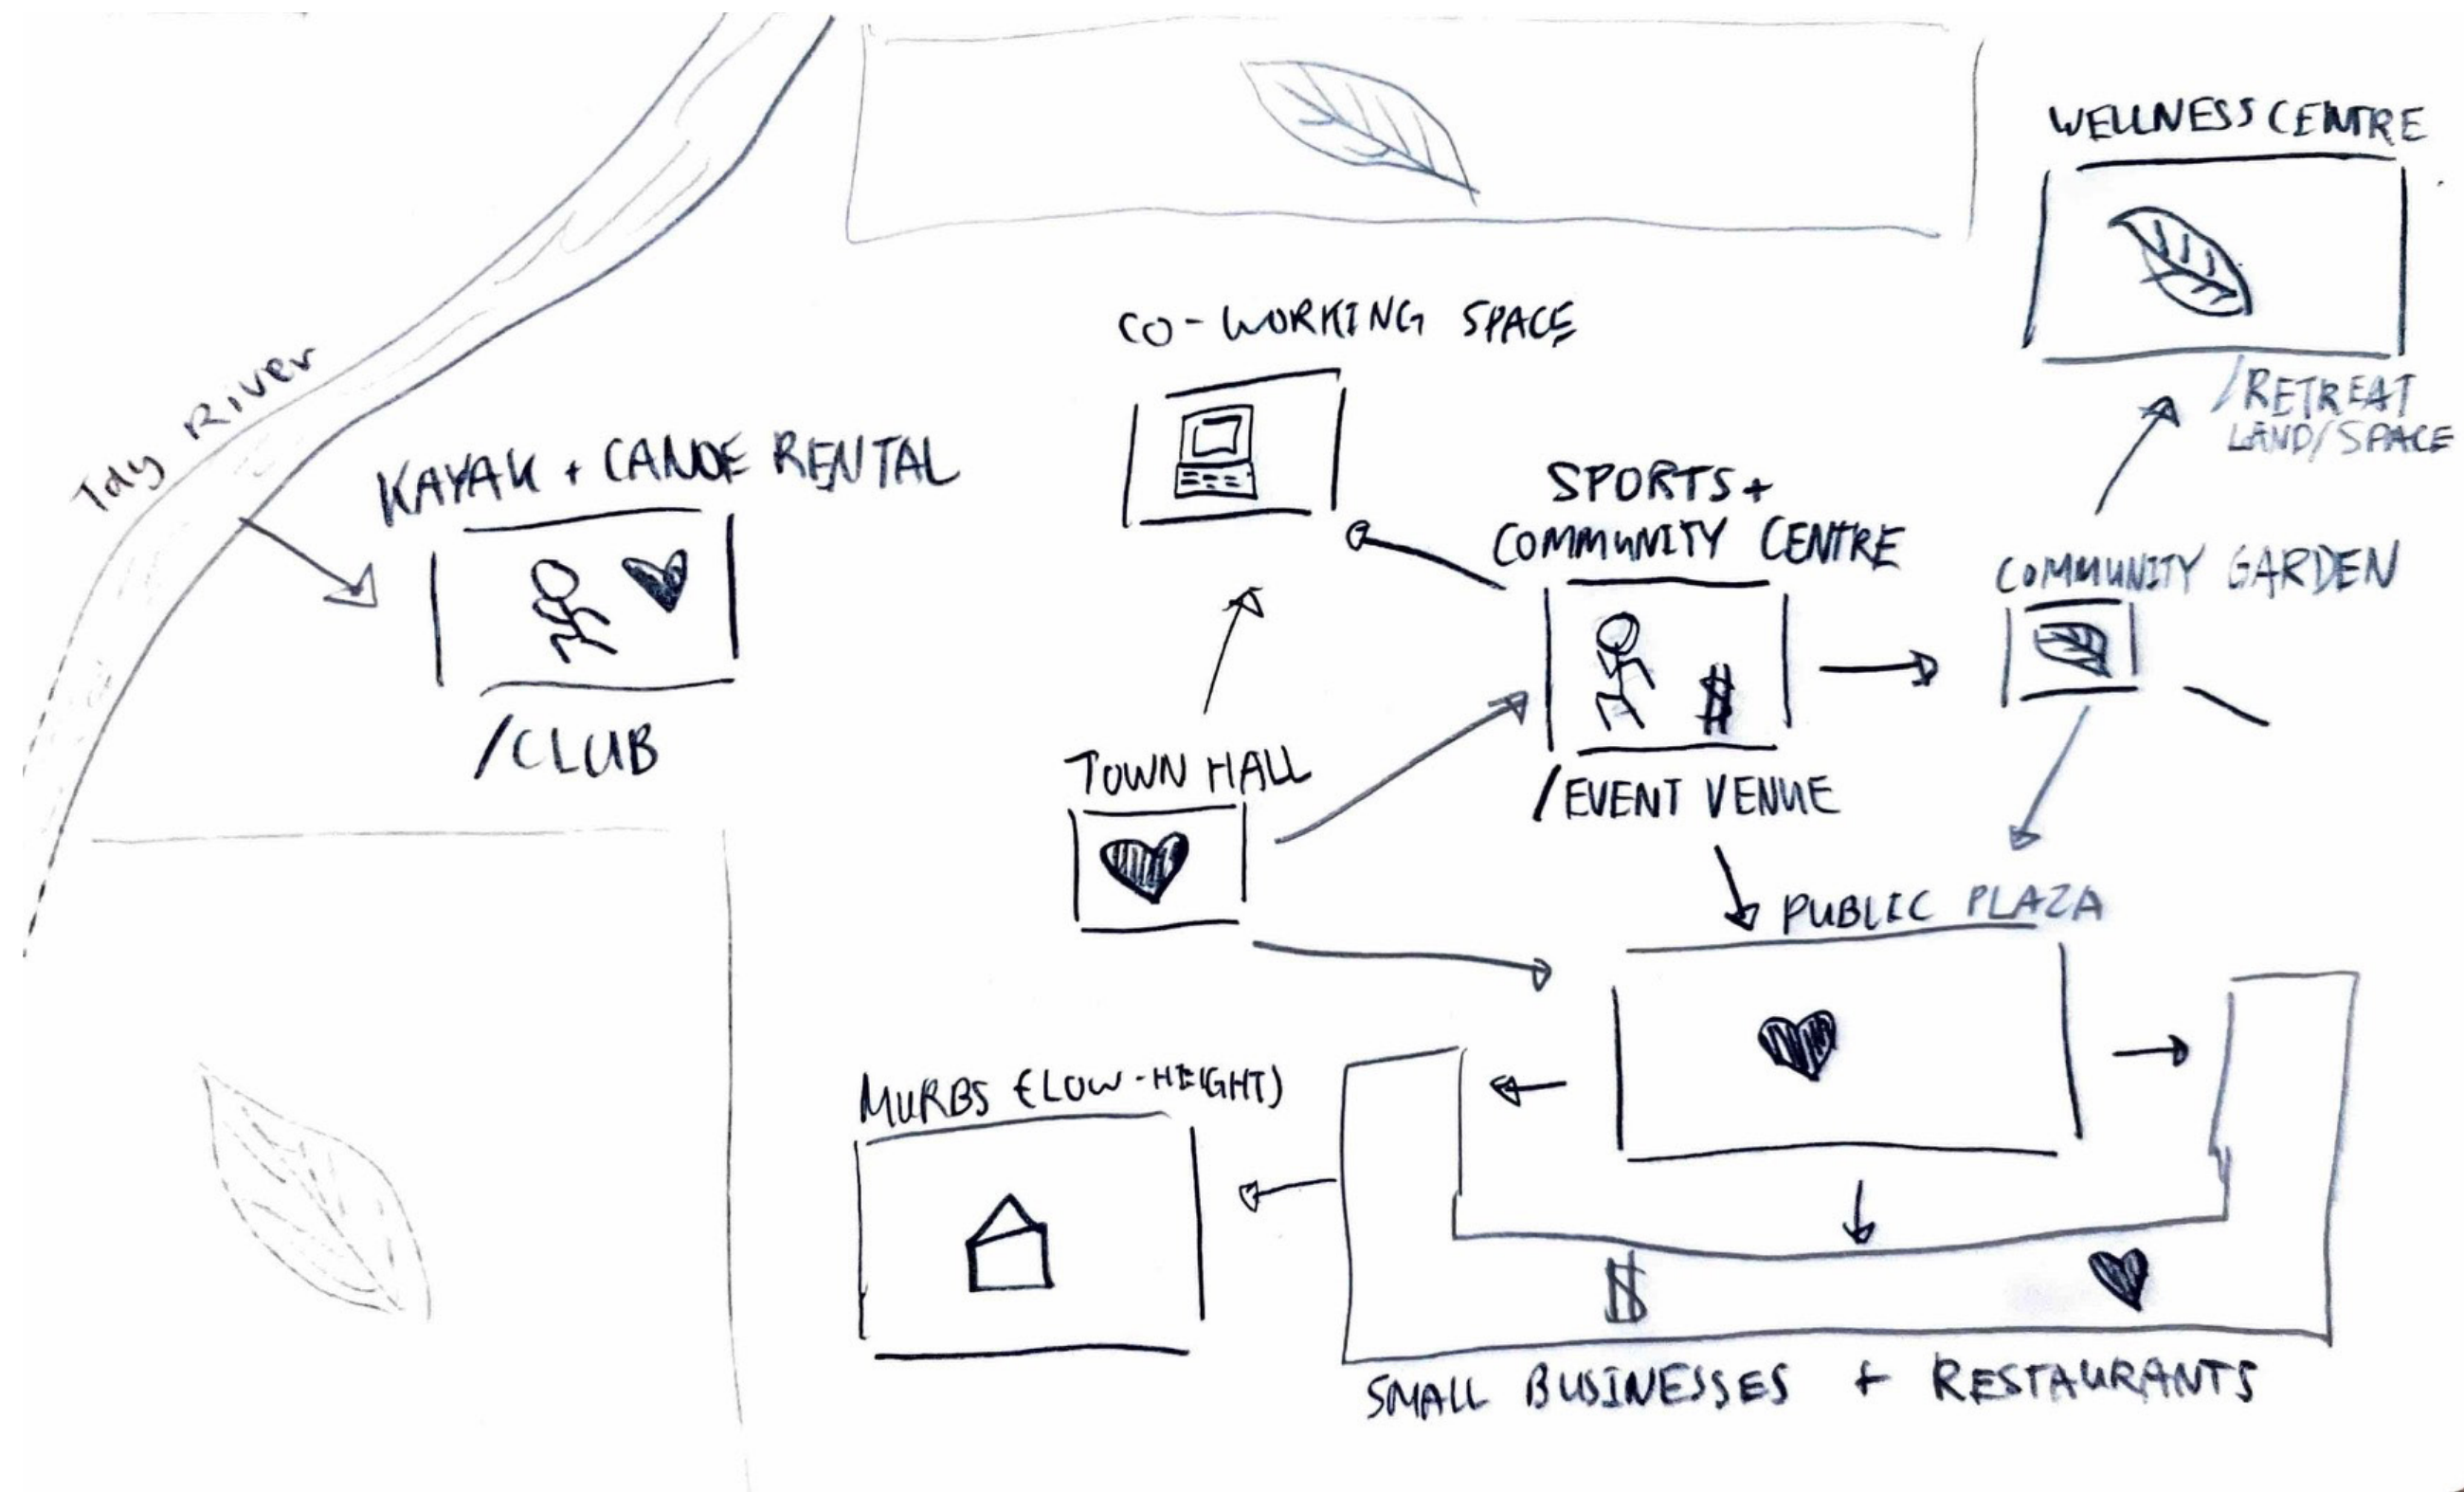 WELLNESS CENTRE
/RETREAT
LAND/SPACE
CO-WORKING SPACE
Tay River
KAYAK + CANOE RENTAL
/CLUB
SPORTS +
COMMUNITY CENTRE
$
/EVENT VENUE
COMMUNITY GARDEN
TOWN HALL
PUBLIC PLAZA
MURBS (LOW-HEIGHT)
$
SMALL BUSINESSES + RESTAURANTS